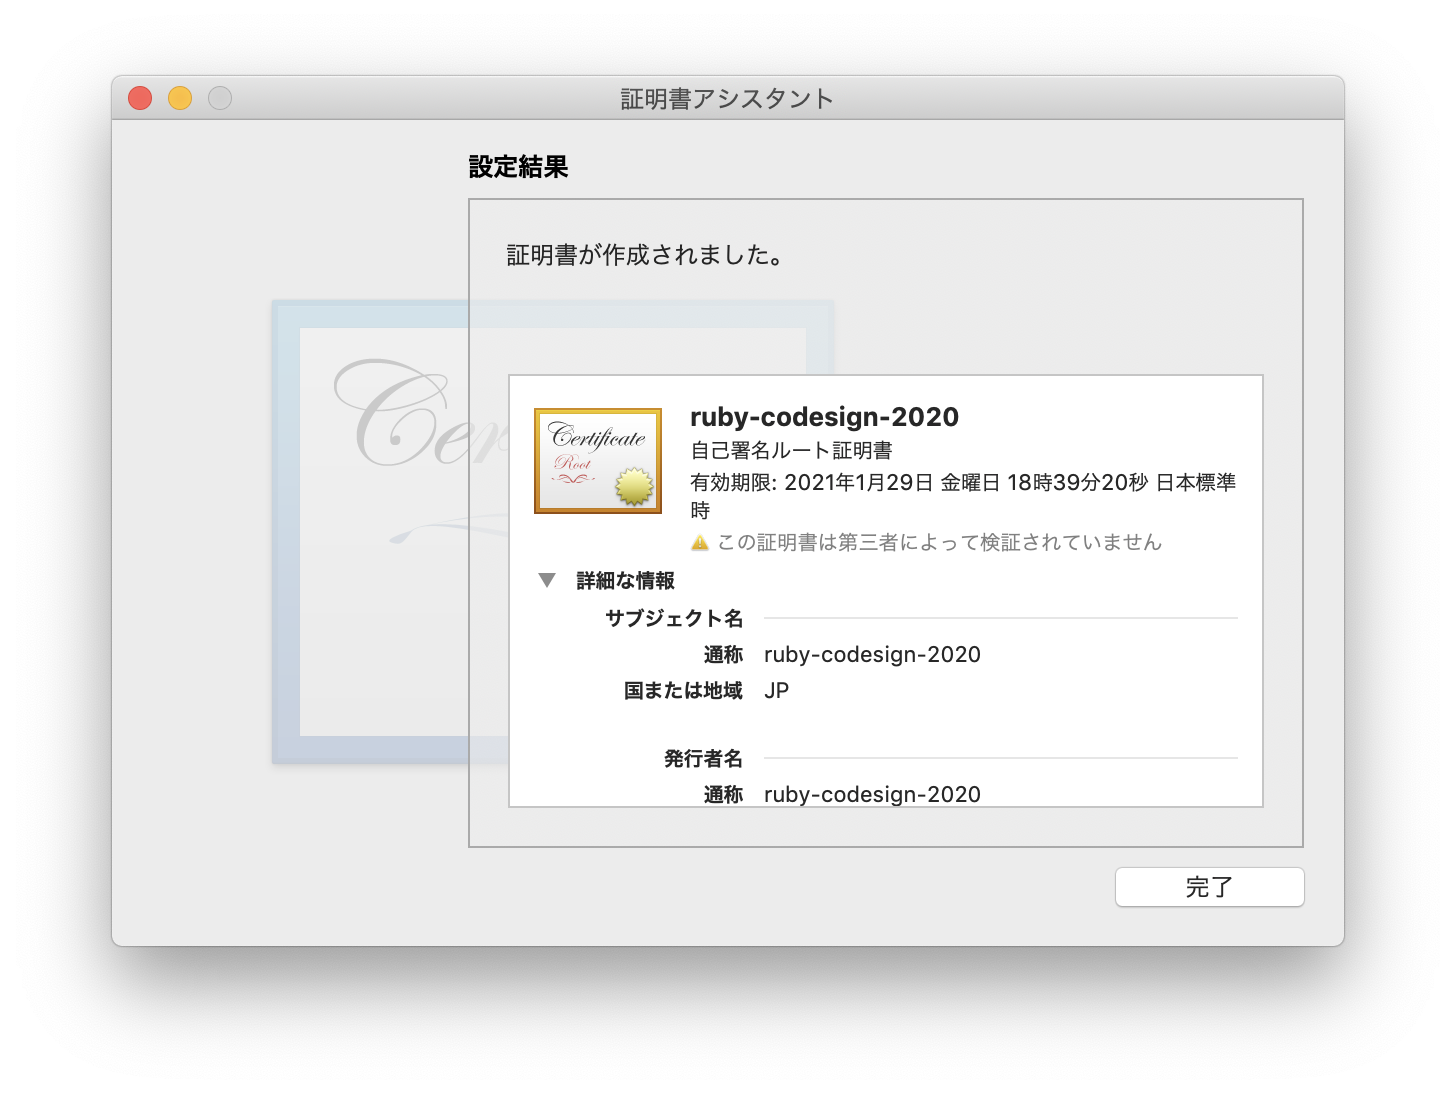 証明書アシスタント
設定結果
証明書が作成されました。
Cer
Certificate
Root
ruby-codesign-2020
自己署名ルート証明書
有効期限: 2021年1月29日 金曜日 18時39分20秒 日本標準
時
この証明書は第三者によって検証されていません
詳細な情報
サブジェクト名
通称 ruby-codesign-2020
国または地域 JP
発行者名
通称 ruby-codesign-2020
完了